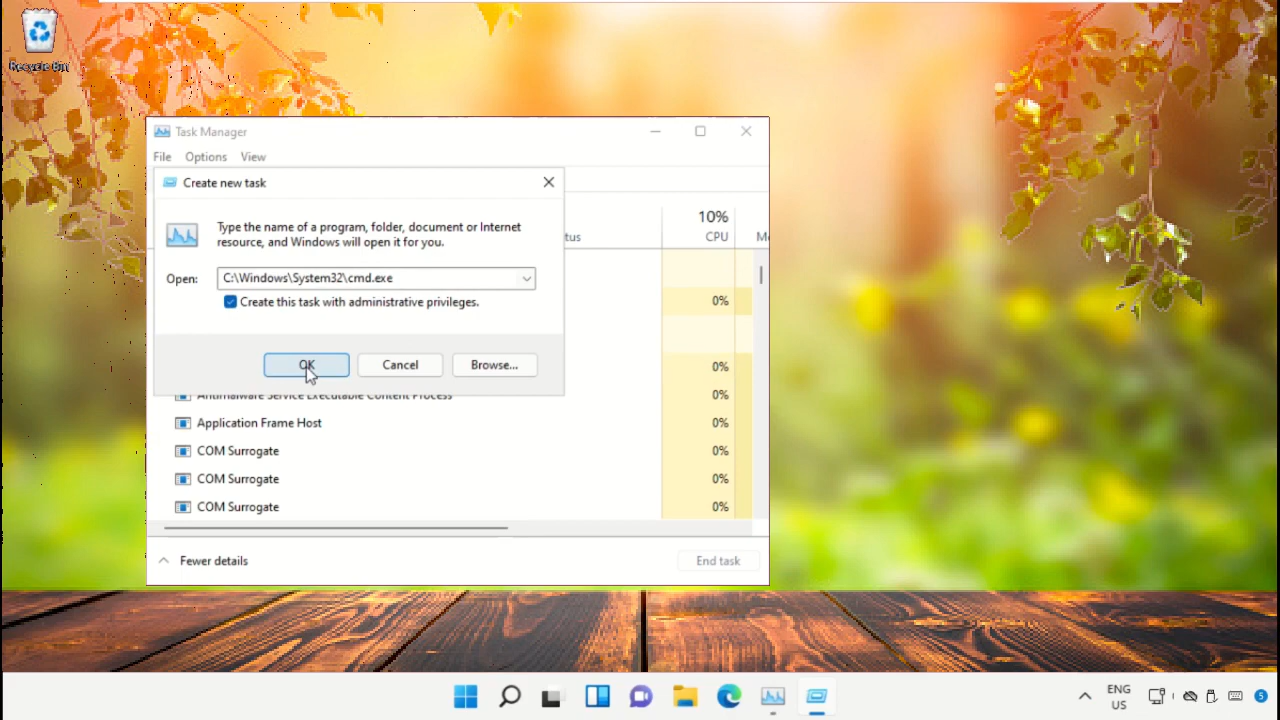 Recycle Bin
Task Manager
File Options View
Create new task
Type the name of a program, folder, document or Internet
resource, and Windows will open it for you.
Open: C:\Windows\System32\cmd.exe
Create this task with administrative privileges.
OK Cancel Browse...
10%
tus CPU M
0%
0%
0%
Antimalware Service Executable Content Process
Application Frame Host 0%
COM Surrogate 0%
COM Surrogate 0%
COM Surrogate 0%
Fewer details End task
ENG
US
5